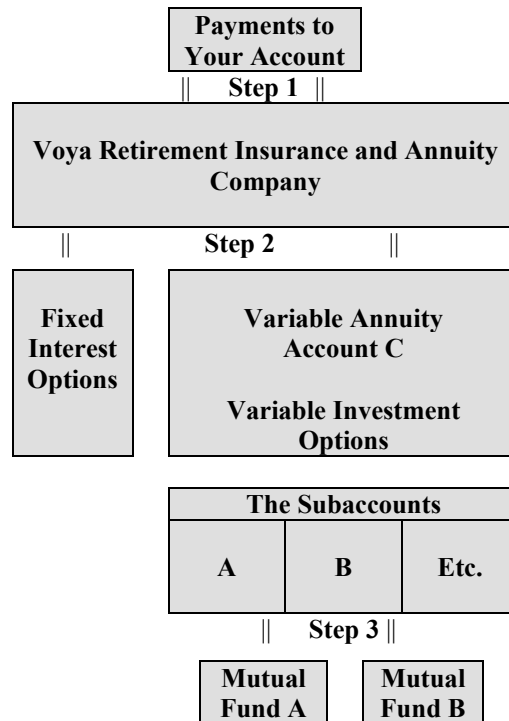 Payments to
Your Account
|| Step 1 ||
Voya Retirement Insurance and Annuity
Company
|| Step 2 ||
Fixed
Interest
Options
Variable Annuity
Account C
Variable Investment
Options
The Subaccounts
A B Etc.
|| Step 3 ||
Mutual
Fund A
Mutual
Fund B